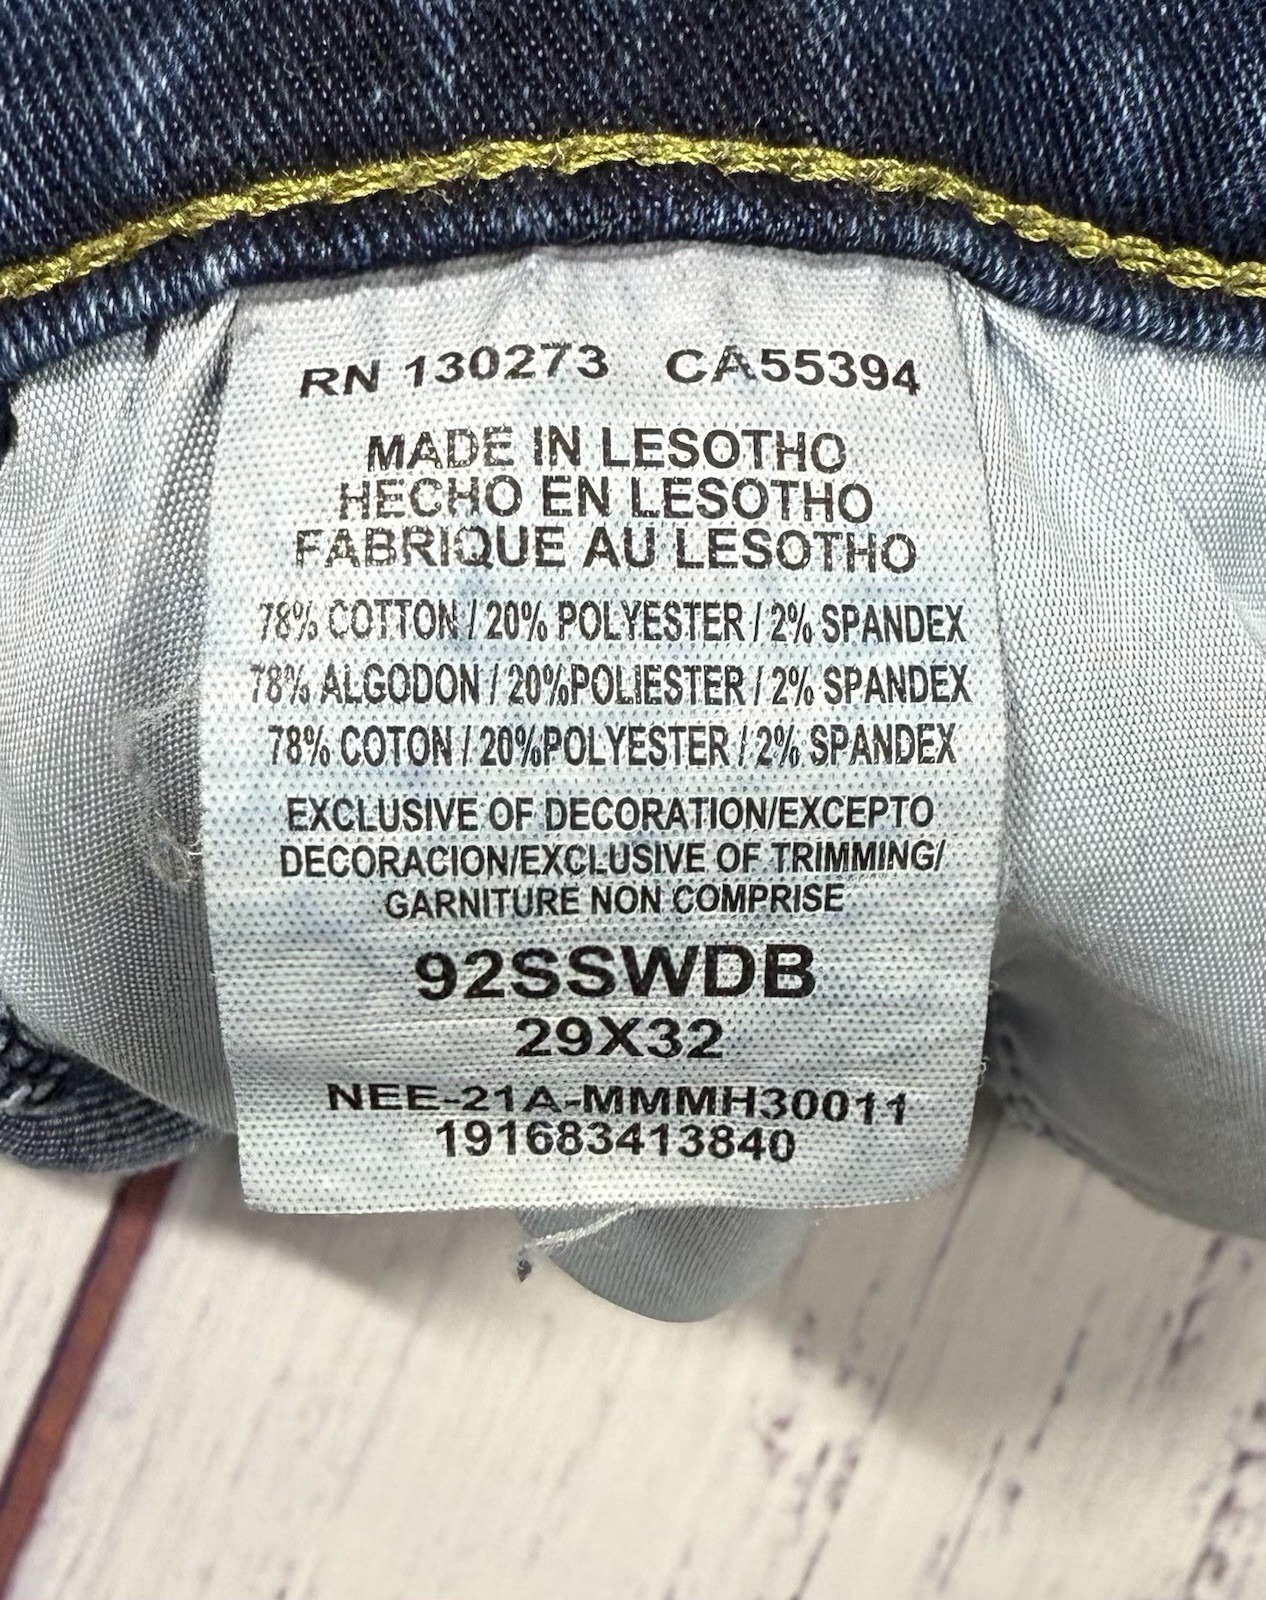 RN 130273 CA55394
MADE IN LESOTHO
HECHO EN LESOTHO
FABRIQUE AU LESOTHO
78% COTTON / 20% POLYESTER / 2% SPANDEX
78% ALGODON / 20%POLIESTER / 2% SPANDEX
78% COTON / 20%POLYESTER / 2% SPANDEX
EXCLUSIVE OF DECORATION/EXCEPTO
DECORACION/EXCLUSIVE OF TRIMMING/
GARNITURE NON COMPRISE
92SSWDB
29X32
NEE-21A-MMMH30011
191683413840